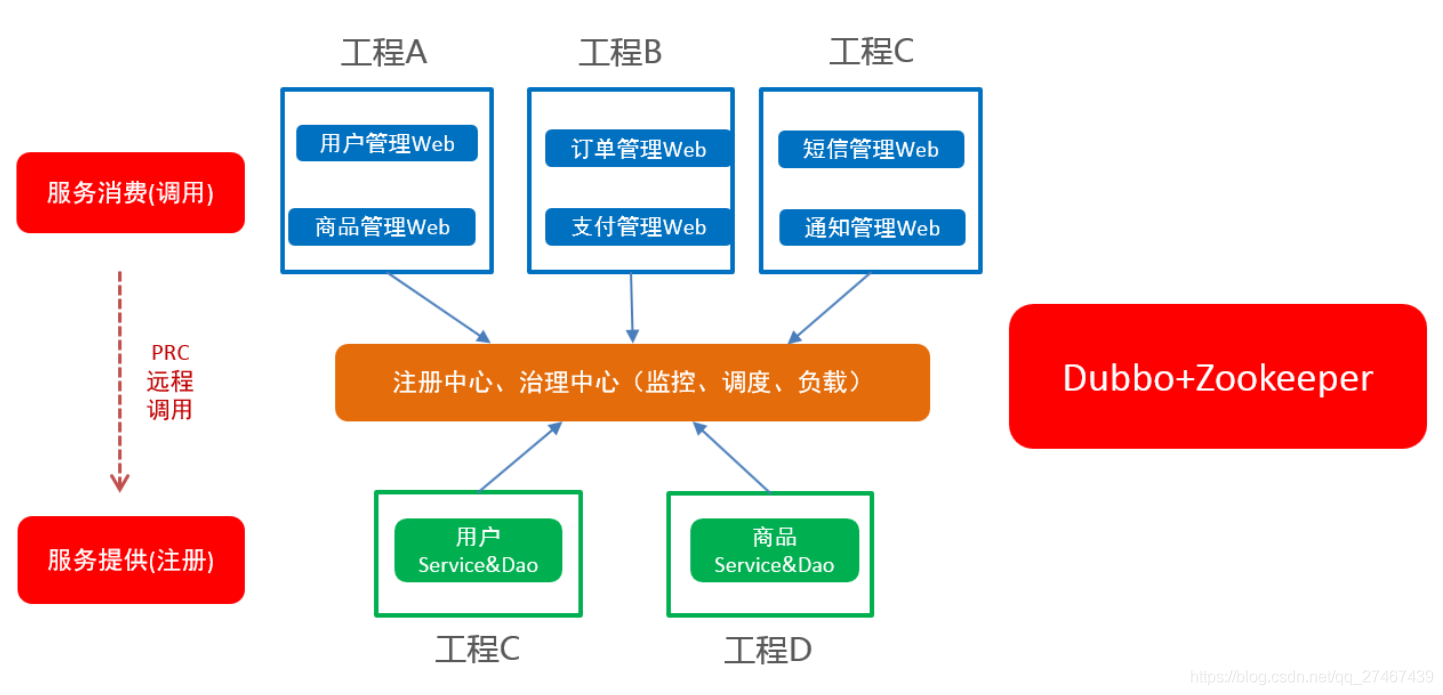 工程A
工程B
工程C
用户管理Web
订单管理Web
短信管理Web
服务消费(调用)
商品管理Web
支付管理Web
通知管理Web
PRC
远程
调用
注册中心、治理中心（监控、调度、负载）
Dubbo+Zookeeper
服务提供(注册)
用户
Service&Dao
商品
Service&Dao
工程C
工程D
https://blog.csdn.net/qq_27467439